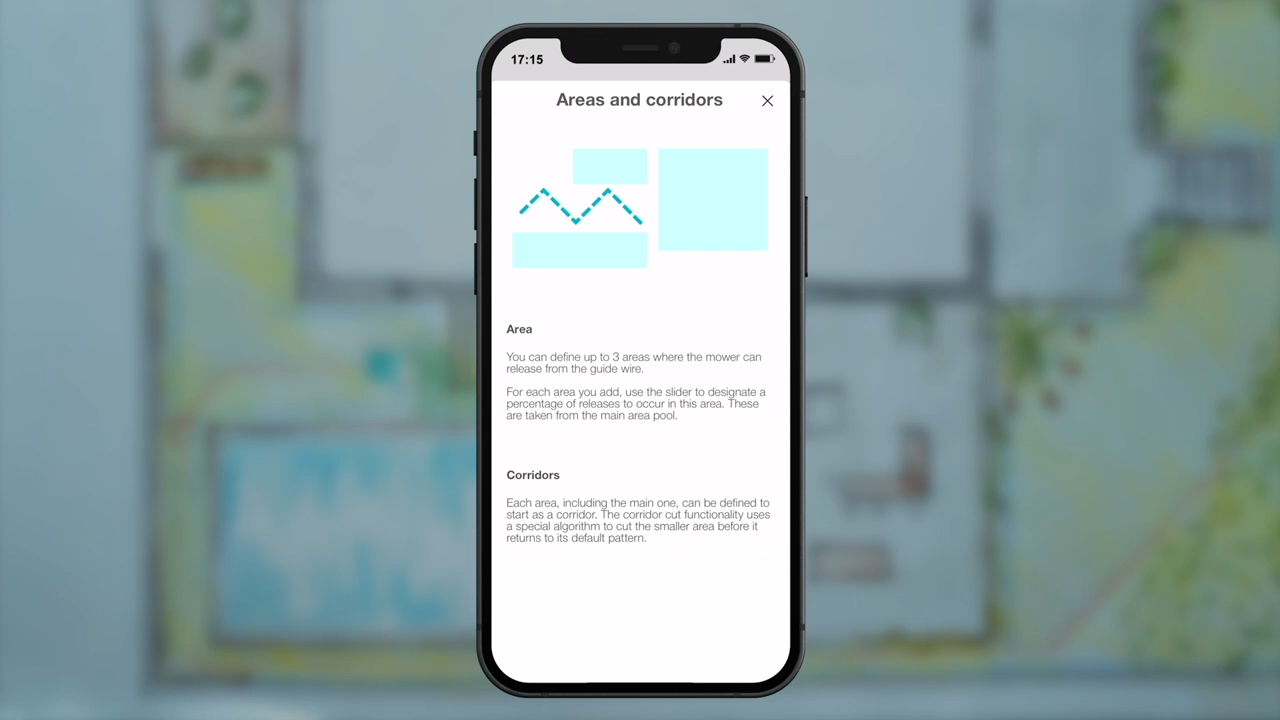 17:15
Areas and corridors
Area
You can define up to 3 areas where the mower can
release from the guide wire.
For each area you add, use the slider to designate a
percentage of releases to occur in this area. These
are taken from the main area pool.
Corridors
Each area, including the main one, can be defined to
start as a corridor. The corridor cut functionality uses
a special algorithm to cut the smaller area before it
returns to its default pattern.